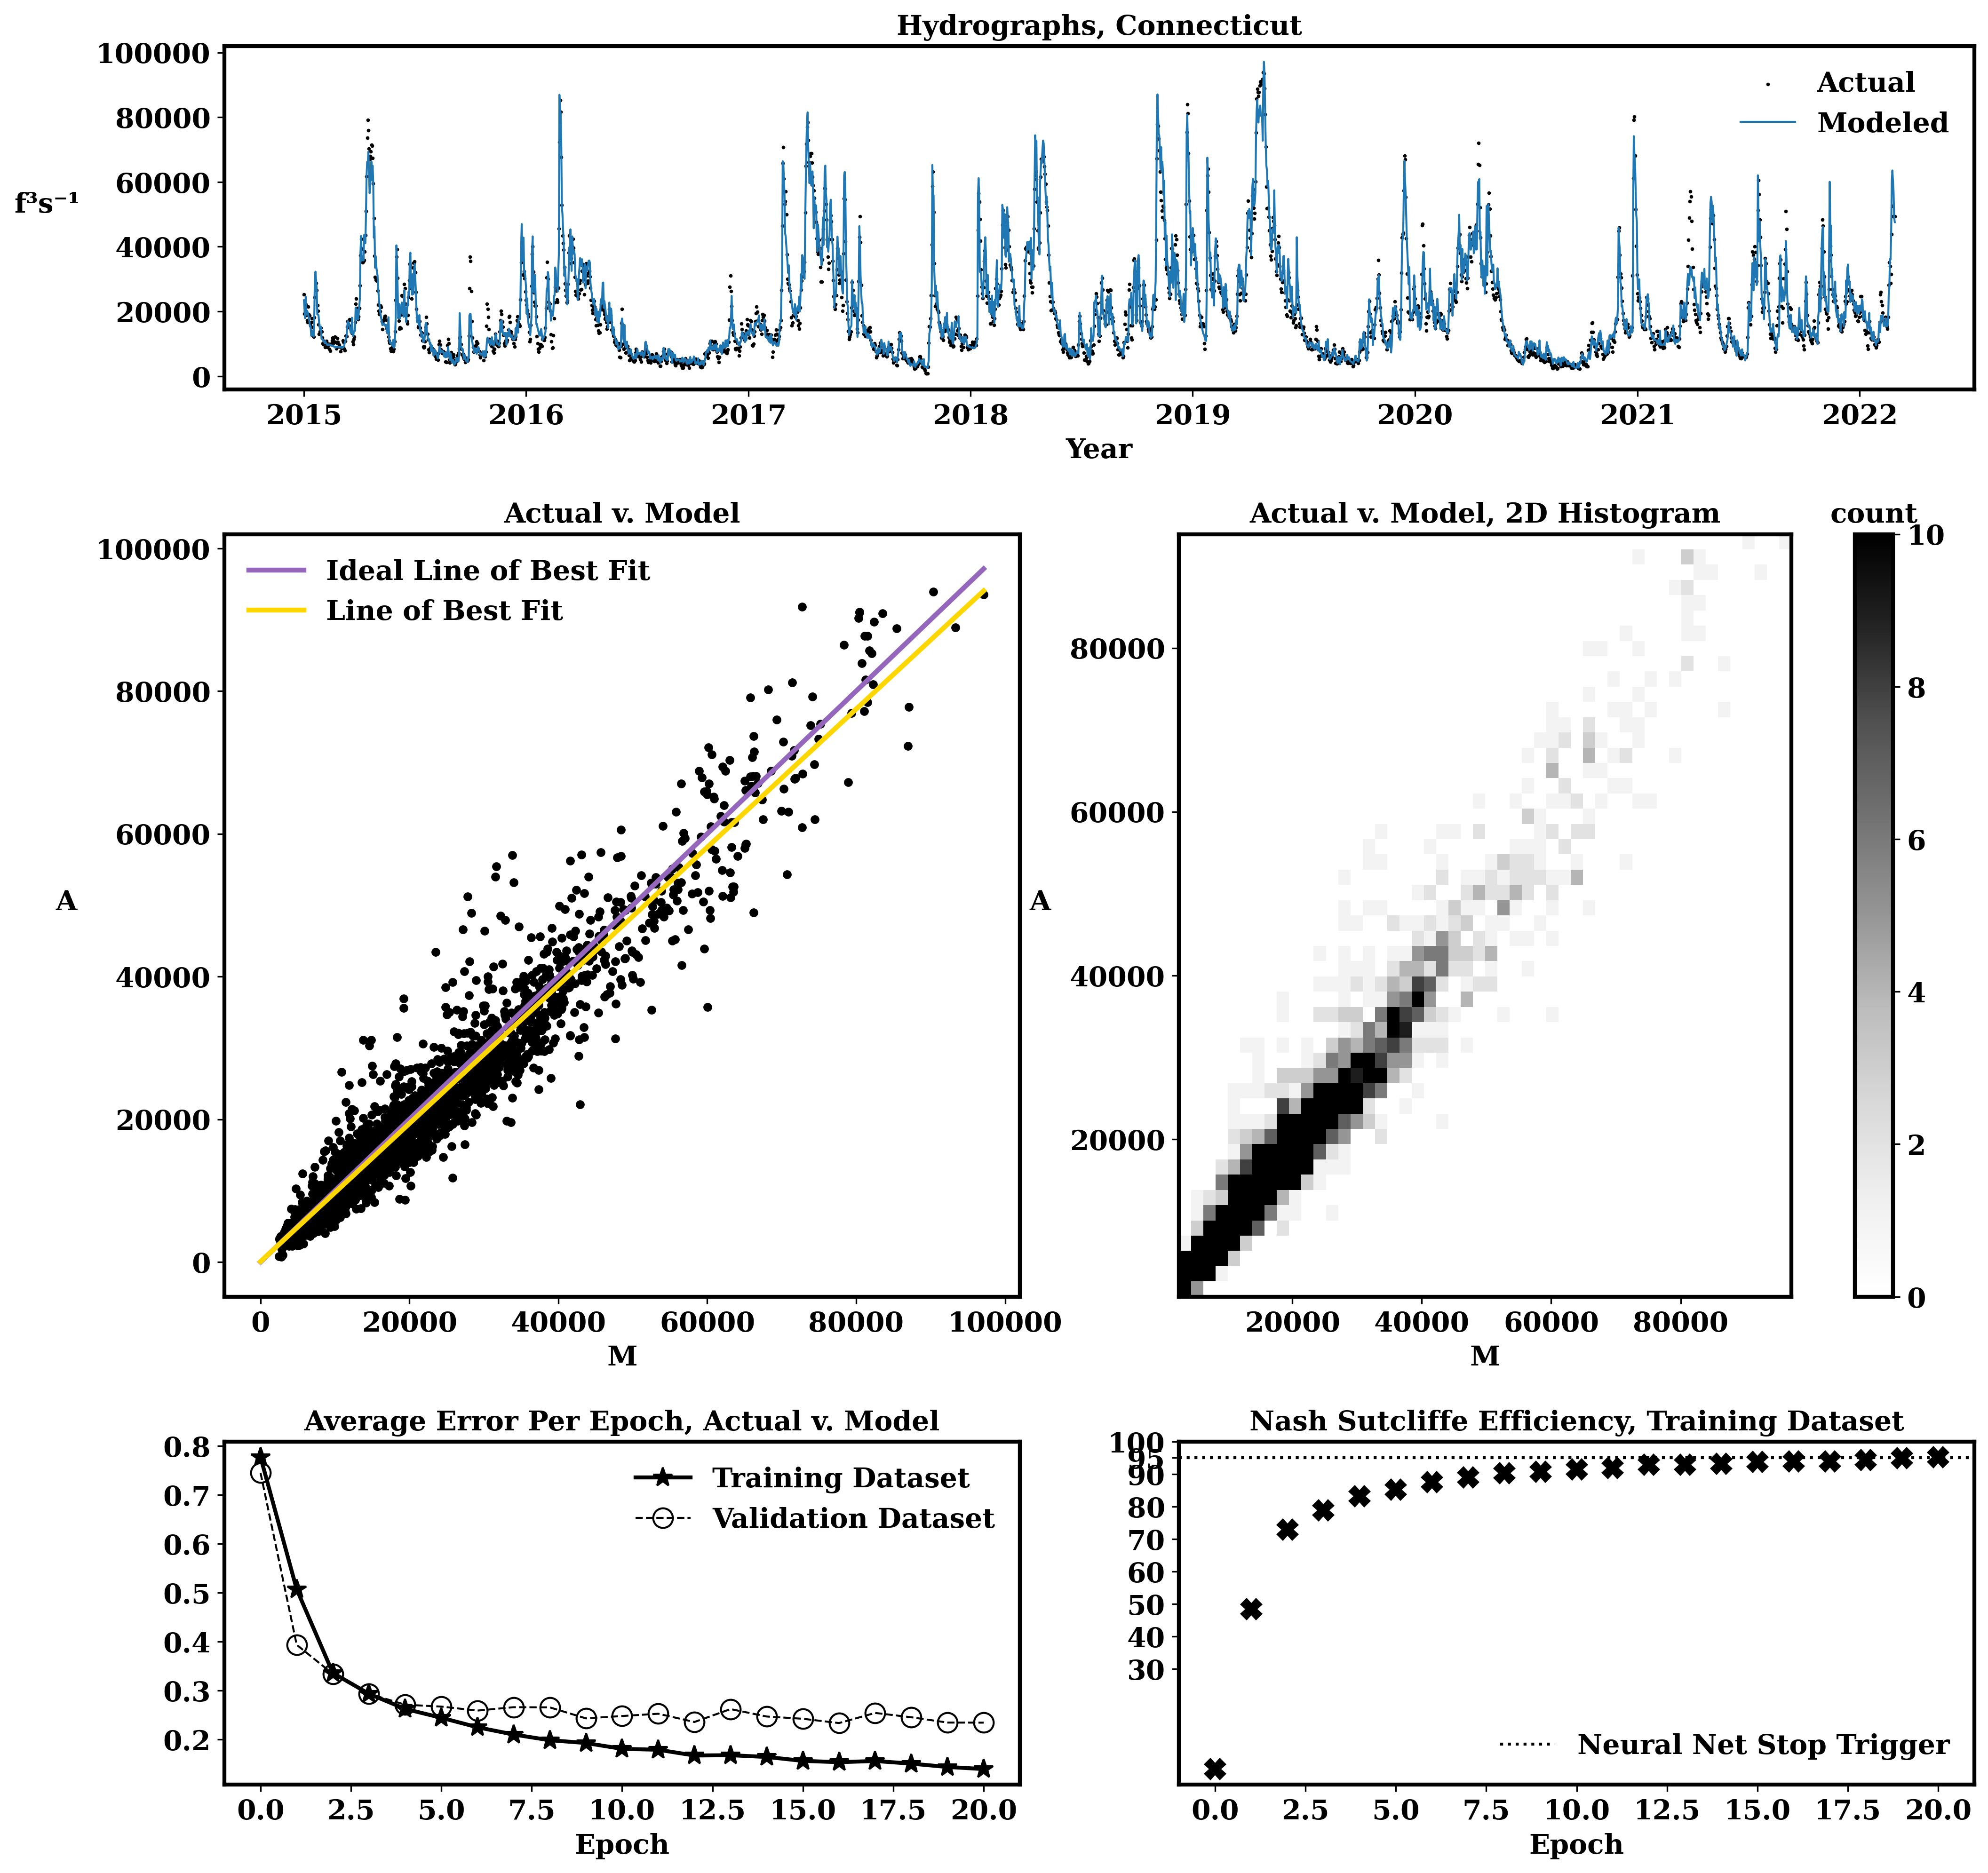 Hydrographs, Connecticut
100000
80000
60000
40000
20000
0
f³s⁻¹
Actual
Modeled
2015 2016 2017 2018 2019 2020 2021 2022
Year
Actual v. Model
100000
80000
60000
40000
20000
0
A
Ideal Line of Best Fit
Line of Best Fit
0 20000 40000 60000 80000 100000
M
Actual v. Model, 2D Histogram
80000
60000
40000
20000
A
20000 40000 60000 80000
M
count
10
8
6
4
2
0
Average Error Per Epoch, Actual v. Model
0.8
0.7
0.6
0.5
0.4
0.3
0.2
Training Dataset
Validation Dataset
0.0 2.5 5.0 7.5 10.0 12.5 15.0 17.5 20.0
Epoch
Nash Sutcliffe Efficiency, Training Dataset
100
95
90
80
70
60
50
40
30
Neural Net Stop Trigger
0.0 2.5 5.0 7.5 10.0 12.5 15.0 17.5 20.0
Epoch